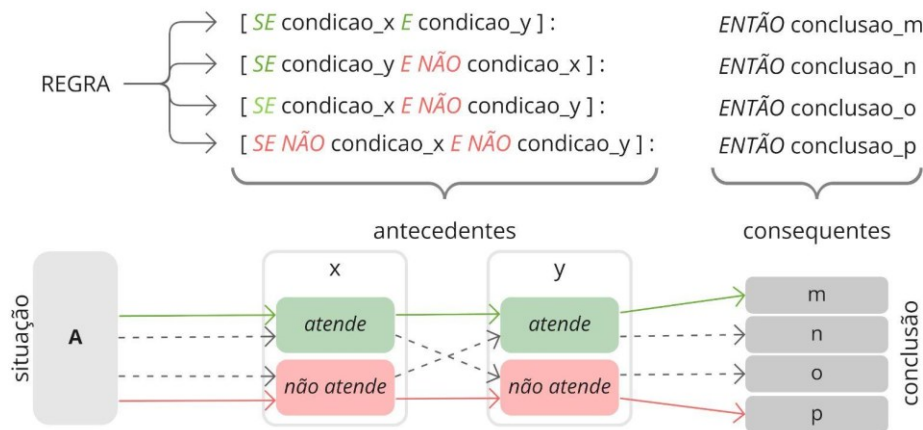 [ SE condicao_x E condicao_y ] : ENTÃO conclusao_m
[ SE condicao_y E NÃO condicao_x ] : ENTÃO conclusao_n
REGRA
[ SE condicao_x E NÃO condicao_y ] : ENTÃO conclusao_o
[ SE NÃO condicao_x E NÃO condicao_y ] : ENTÃO conclusao_p
antecedentes
consequentes
situação
A
x
atende
não atende
y
atende
não atende
m
n
o
p
conclusão